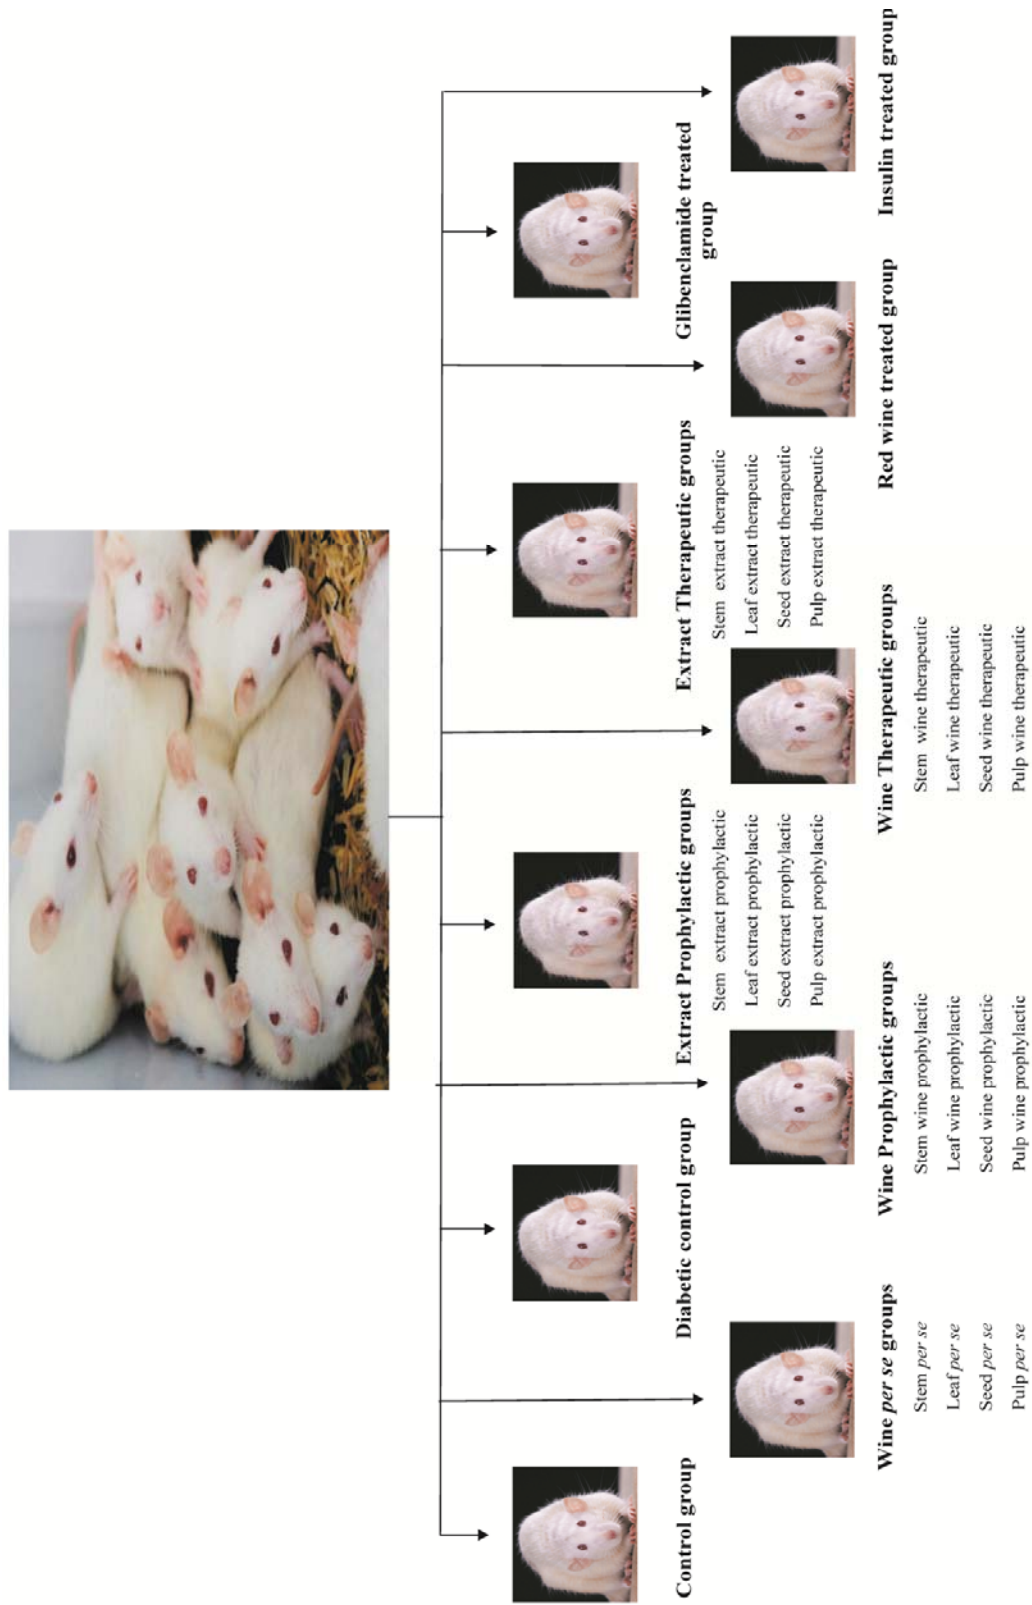 Control group
Diabetic control group
Extract Prophylactic groups
Stem extract prophylactic
Leaf extract prophylactic
Seed extract prophylactic
Pulp extract prophylactic
Extract Therapeutic groups
Stem extract therapeutic
Leaf extract therapeutic
Seed extract therapeutic
Pulp extract therapeutic
Glibenclamide treated
group
Wine per se groups
Stem per se
Leaf per se
Seed per se
Pulp per se
Wine Prophylactic groups
Stem wine prophylactic
Leaf wine prophylactic
Seed wine prophylactic
Pulp wine prophylactic
Wine Therapeutic groups
Stem wine therapeutic
Leaf wine therapeutic
Seed wine therapeutic
Pulp wine therapeutic
Red wine treated group
Insulin treated group